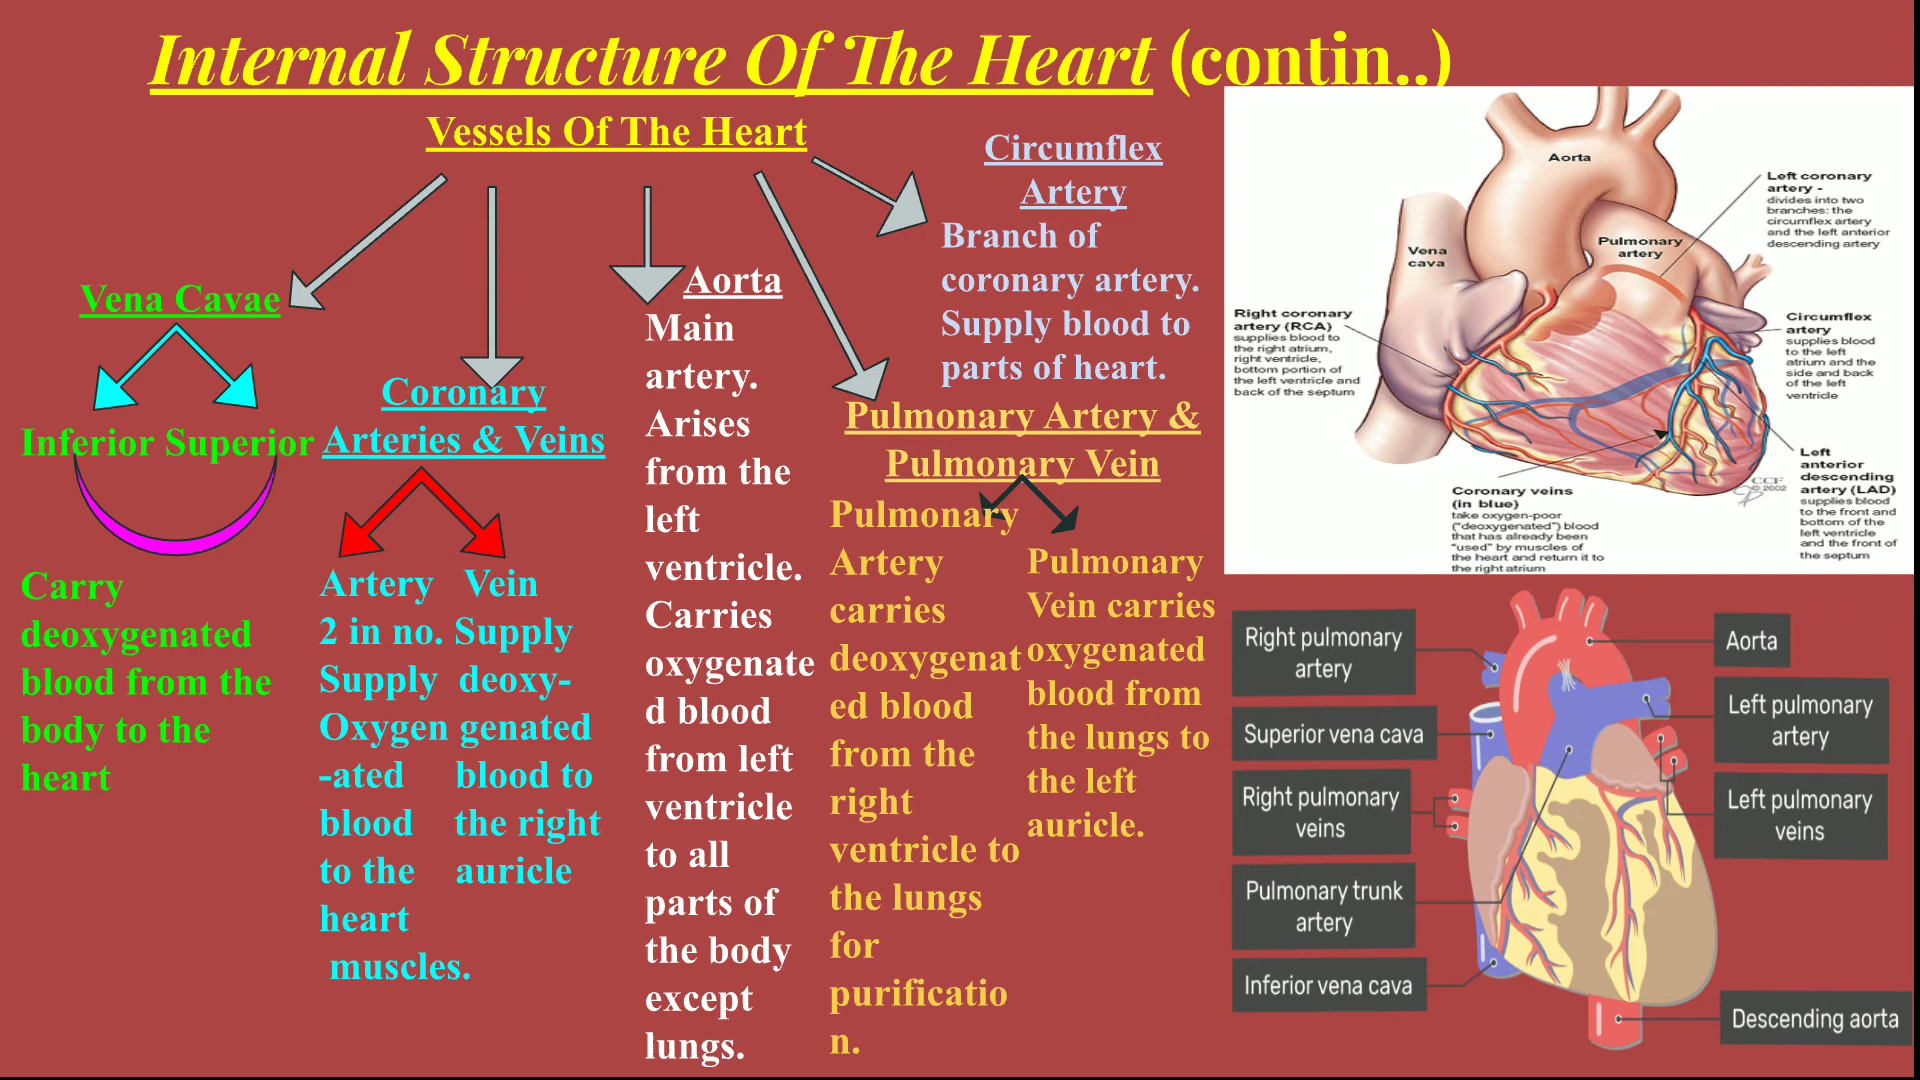 Internal Structure Of The Heart (contin..)
Vessels Of The Heart
Vena Cavae
Inferior Superior
Carry
deoxygenated
blood from the
body to the
heart
Coronary
Arteries & Veins
Artery Vein
2 in no. Supply
Supply deoxy-
Oxygen genated
-ated blood to
blood the right
to the auricle
heart
muscles.
Aorta
Main
artery.
Arises
from the
left
ventricle.
Carries
oxygenate
d blood
from left
ventricle
to all
parts of
the body
except
lungs.
Circumflex
Artery
Branch of
coronary artery.
Supply blood to
parts of heart.
Pulmonary Artery &
Pulmonary Vein
Pulmonary
Artery
carries
deoxygenat
ed blood
from the
right
ventricle to
the lungs
for
purificatio
n.
Pulmonary
Vein carries
oxygenated
blood from
the lungs to
the left
auricle.
Aorta
Left coronary
artery -
divides into two
branches: the
circumflex artery
and the left anterior
descending artery
Pulmonary
artery
Vena
cava
Right coronary
artery (RCA)
supplies blood to
the right atrium,
right ventricle,
bottom portion of
the left ventricle and
back of the septum
Circumflex
artery
supplies blood
to the left
atrium and the
side and back
of the left
ventricle
Left
anterior
descending
artery (LAD)
supplies blood
to the front and
bottom of the
left ventricle
and the front of
the septum
Coronary veins
(in blue)
take oxygen-poor
("deoxygenated") blood
that has already been
"used" by muscles of
the heart and return it to
the right atrium
CCF
© 2002
Right pulmonary
artery
Superior vena cava
Right pulmonary
veins
Pulmonary trunk
artery
Inferior vena cava
Aorta
Left pulmonary
artery
Left pulmonary
veins
Descending aorta